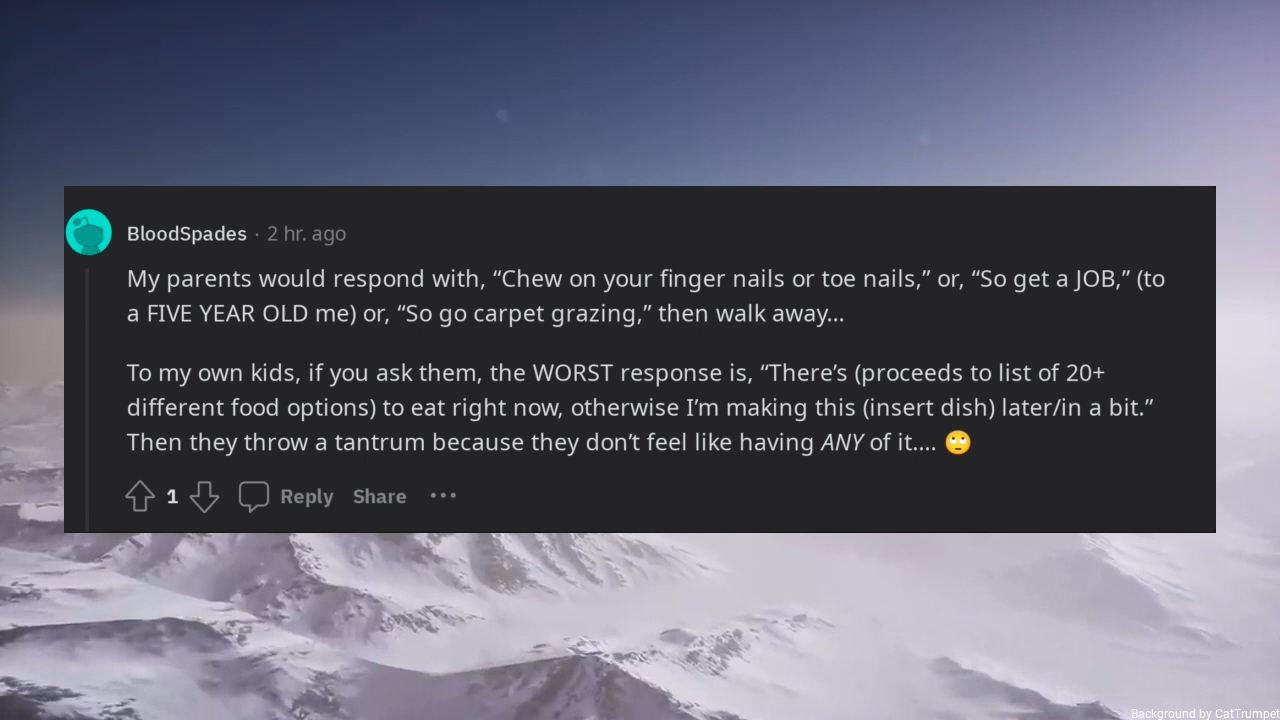 BloodSpades · 2 hr. ago
My parents would respond with, “Chew on your finger nails or toe nails,” or, “So get a JOB,” (to
a FIVE YEAR OLD me) or, “So go carpet grazing,” then walk away...
To my own kids, if you ask them, the WORST response is, “There’s (proceeds to list of 20+
different food options) to eat right now, otherwise I’m making this (insert dish) later/in a bit.”
Then they throw a tantrum because they don’t feel like having ANY of it.... 🙄
1 Reply Share
Background by CatTrumpet